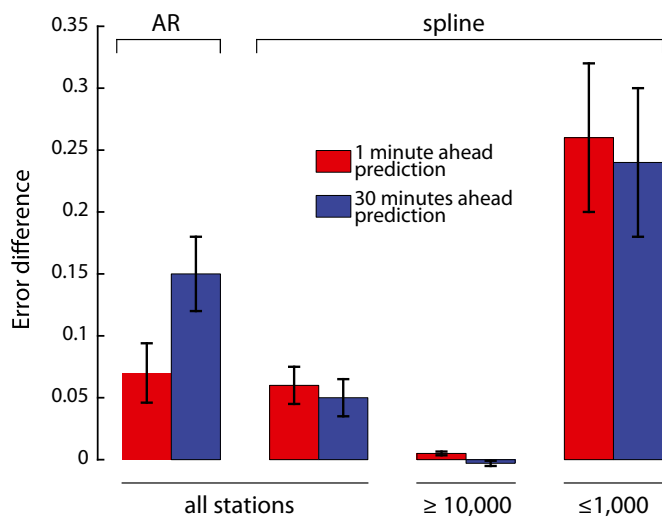 AR
spline
0.35
0.3
0.25
0.2
0.15
0.1
0.05
0
Error difference
1 minute ahead
prediction
30 minutes ahead
prediction
all stations
≥ 10,000
≤1,000